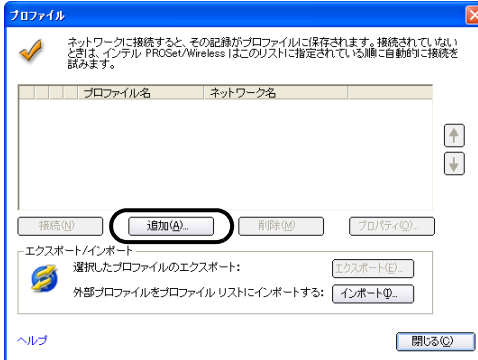 プロファイル
ネットワークに接続すると、その記録がプロファイルに保存されます。接続されていない
ときは、インテル PROSet/Wireless はこのリストに指定されている順に自動的に接続を
試みます。
プロファイル名 ネットワーク名
接続(N) 追加(A)... 削除(M) プロパティ(O)...
エクスポート/インポート
選択したプロファイルのエクスポート: エクスポート(E)...
外部プロファイルをプロファイル リストにインポートする: インポート(I)...
ヘルプ 閉じる(C)